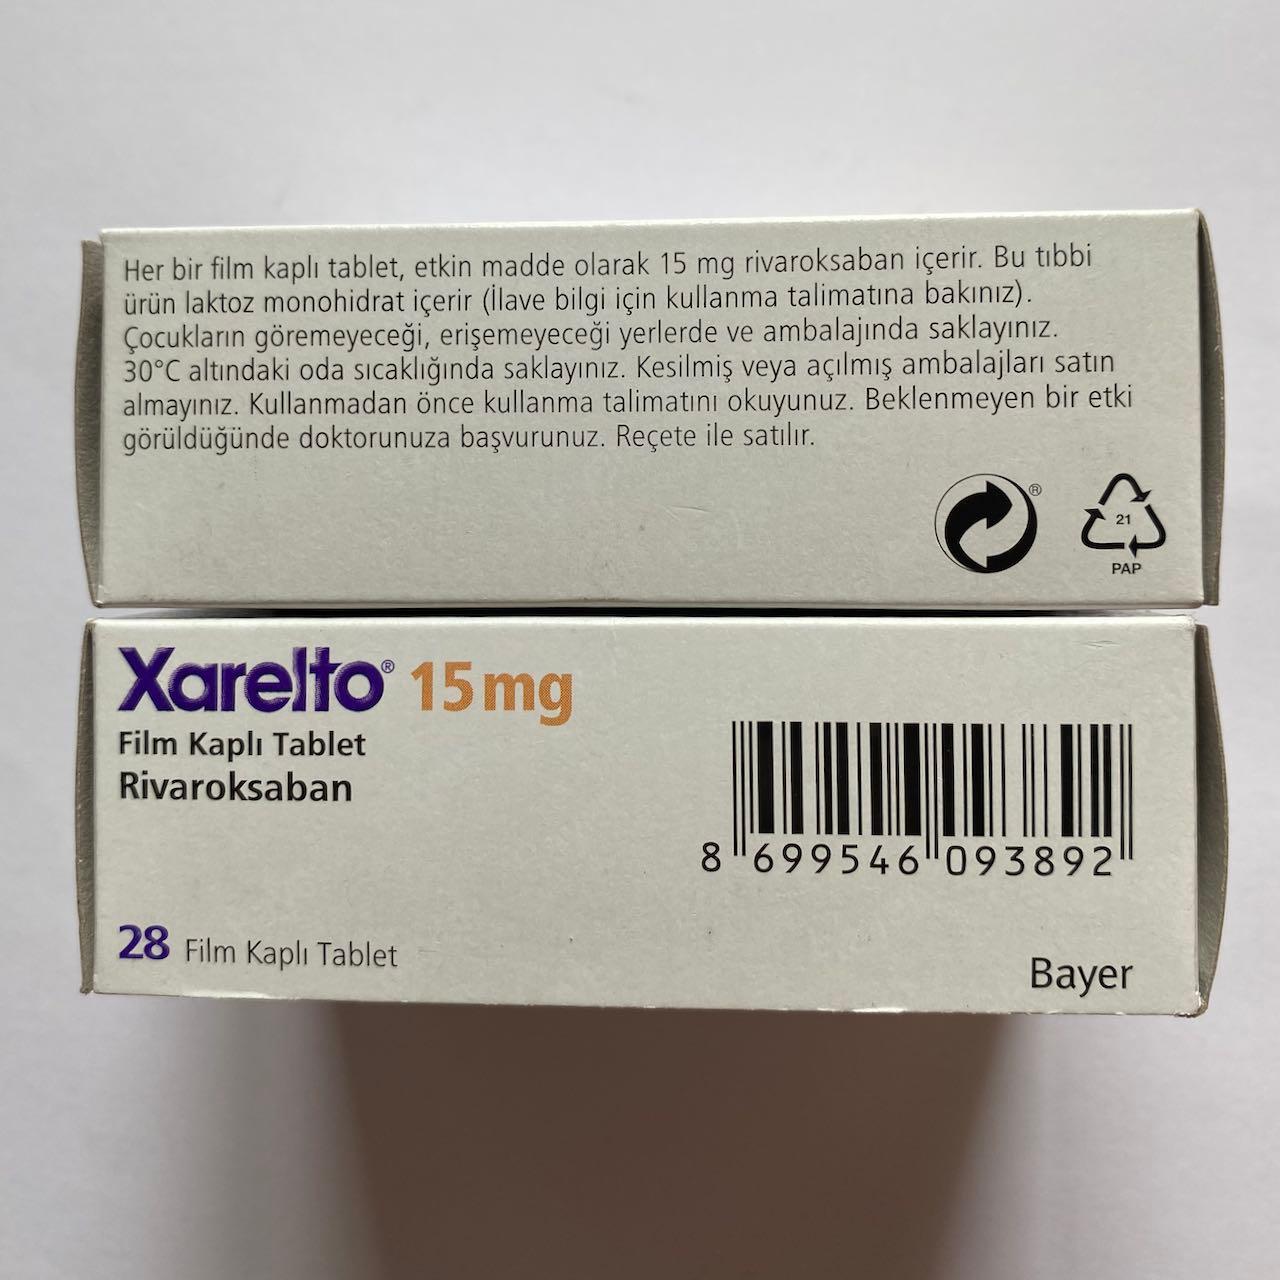 Her bir film kaplı tablet, etkin madde olarak 15 mg rivaroksaban içerir. Bu tıbbi
ürün laktoz monohidrat içerir (İlave bilgi için kullanma talimatına bakınız).
Çocukların göremeyeceği, erişemeyeceği yerlerde ve ambalajında saklayınız.
30°C altındaki oda sıcaklığında saklayınız. Kesilmiş veya açılmış ambalajları satın
almayınız. Kullanmadan önce kullanma talimatını okuyunuz. Beklenmeyen bir etki
görüldüğünde doktorunuza başvurunuz. Reçete ile satılır.
®
21
PAP
Xarelto® 15 mg
Film Kaplı Tablet
Rivaroksaban
8 699546 093892
28 Film Kaplı Tablet
Bayer